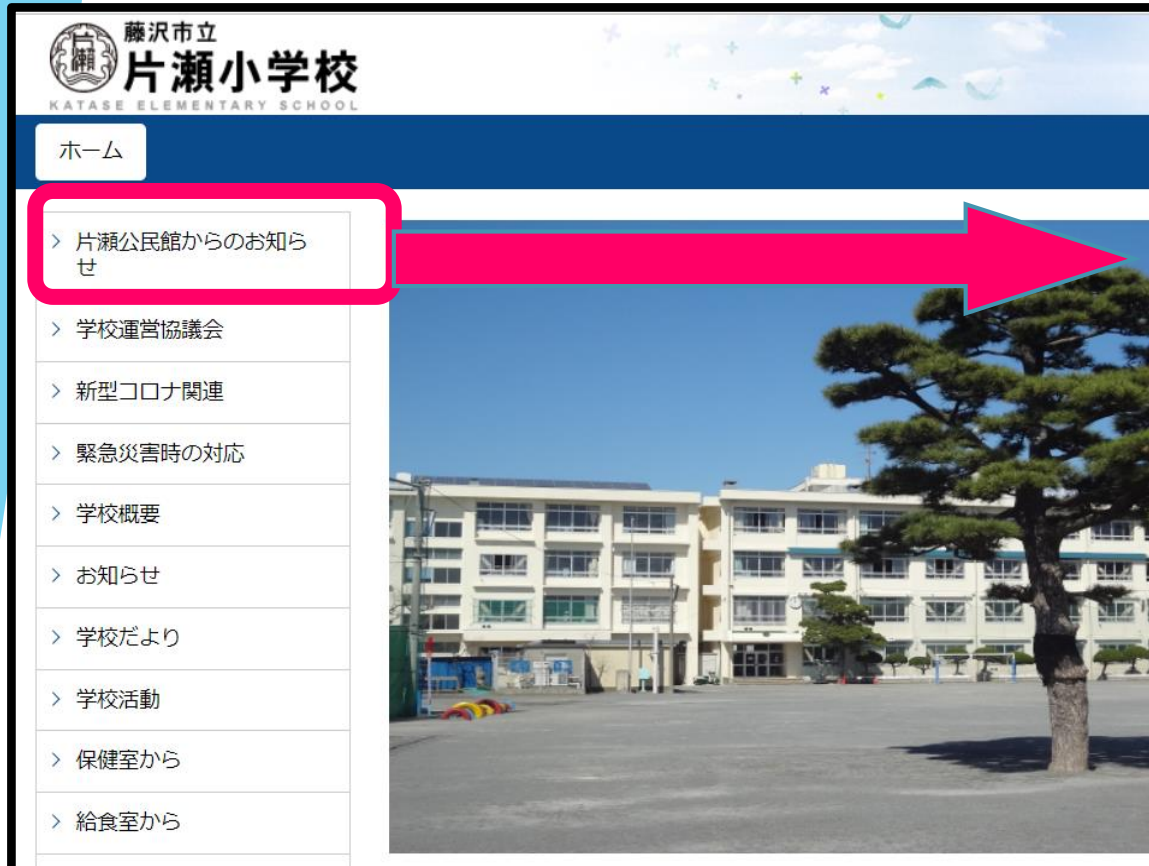 藤沢市立
片瀬小学校
KATASE ELEMENTARY SCHOOL
ホーム
片瀬公民館からのお知ら
せ
学校運営協議会
新型コロナ関連
緊急災害時の対応
学校概要
お知らせ
学校だより
学校活動
保健室から
給食室から